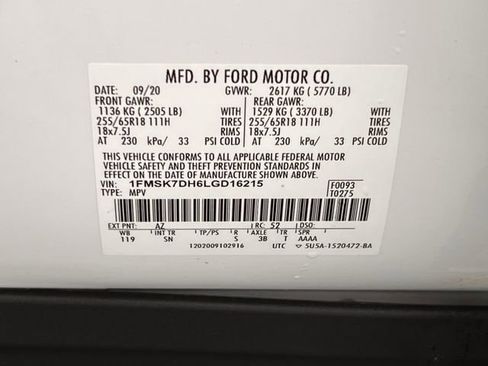 MFD. BY FORD MOTOR CO.
DATE: 09/20 GVWR: 2617 KG ( 5770 LB)
FRONT GAWR: REAR GAWR:
1136 KG ( 2505 LB) WITH 1529 KG ( 3370 LB) WITH
255/65R18 111H TIRES 255/65R18 111H TIRES
18x7.5J RIMS 18x7.5J RIMS
AT 230 kPa/ 33 PSI COLD AT 230 kPa/ 33 PSI COLD
THIS VEHICLE CONFORMS TO ALL APPLICABLE FEDERAL MOTOR
VEHICLE SAFETY AND THEFT PREVENTION STANDARDS IN
EFFECT ON THE DATE OF MANUFACTURE SHOWN ABOVE.
VIN: 1FMSK7DH6LGD16215 F0093
TYPE: MPV T0275
EXT PNT: AZ RC: 52
WB INT TR TP/PS R AXLE TR SPR
119 SN S 3B T AAAA
1202009102916 UTC 5U5A-1520472-BA